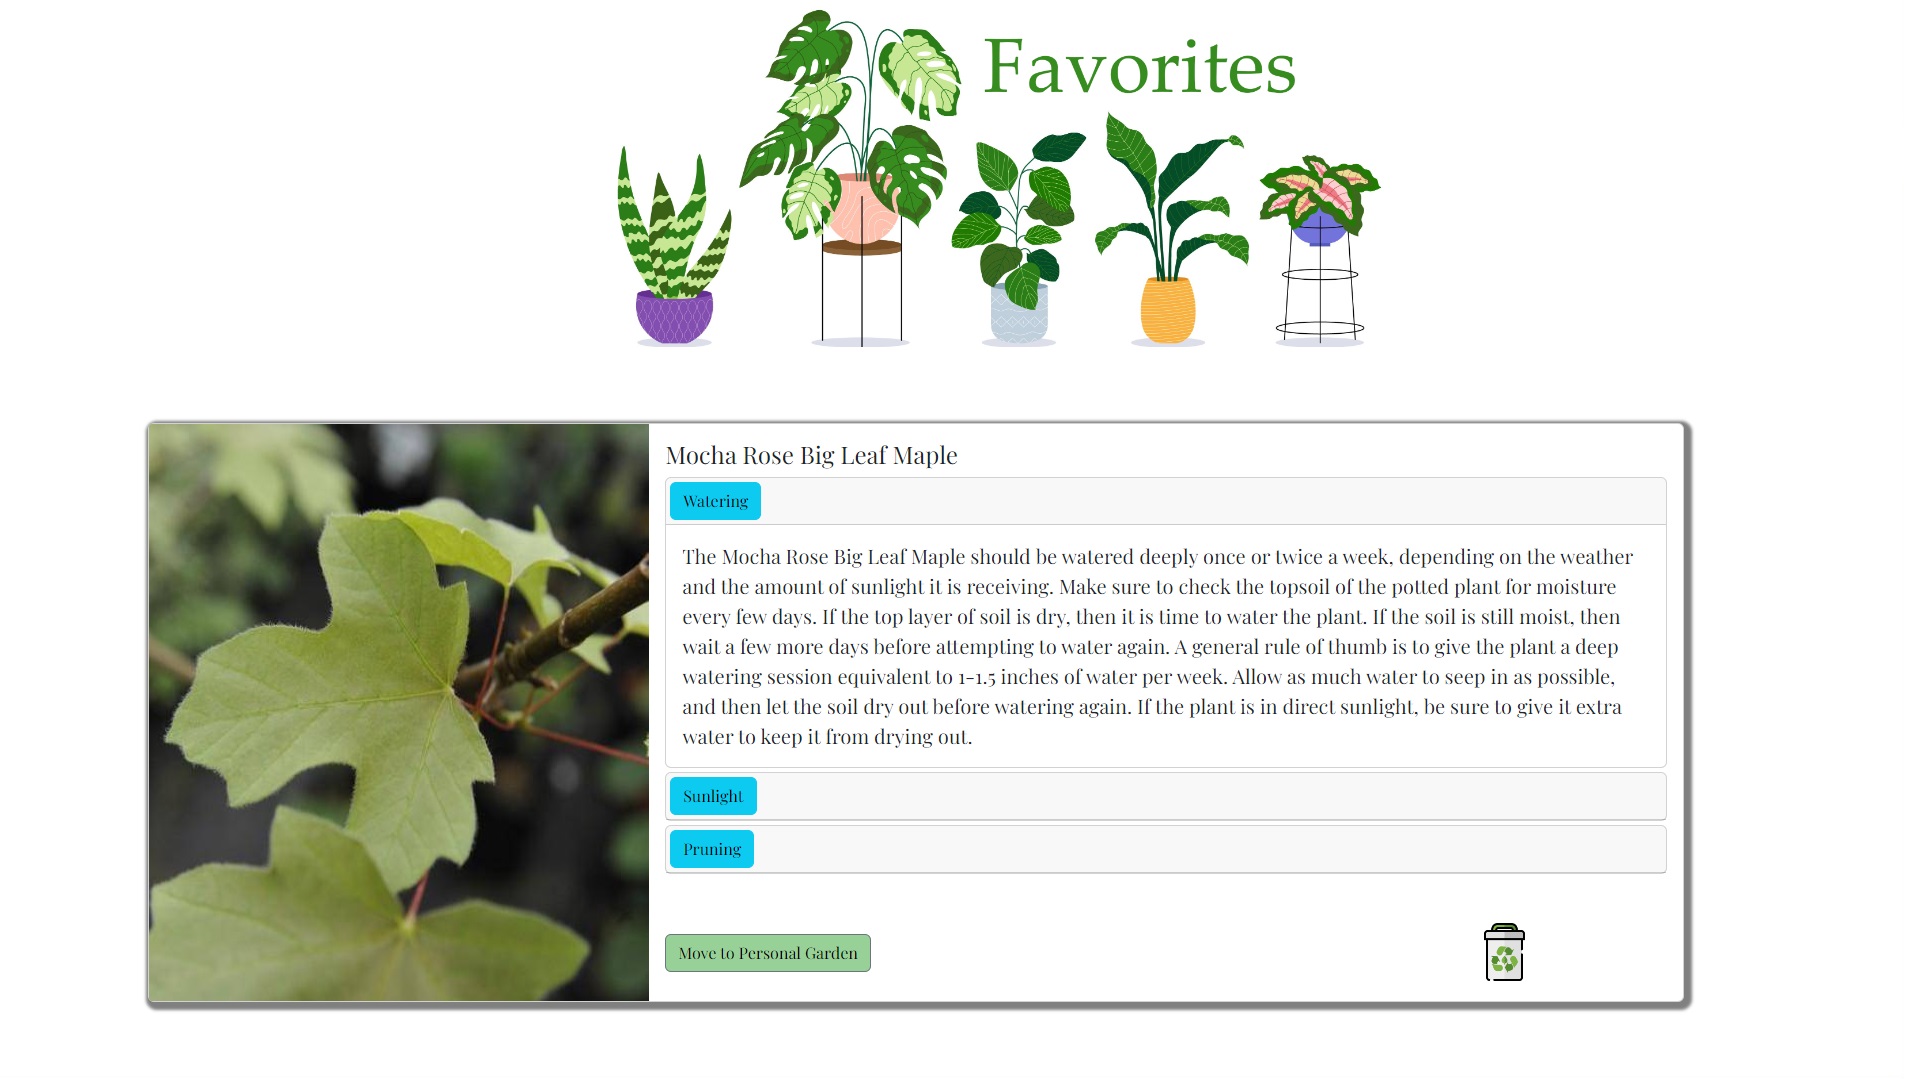 Favorites
Mocha Rose Big Leaf Maple
Watering
The Mocha Rose Big Leaf Maple should be watered deeply once or twice a week, depending on the weather
and the amount of sunlight it is receiving. Make sure to check the topsoil of the potted plant for moisture
every few days. If the top layer of soil is dry, then it is time to water the plant. If the soil is still moist, then
wait a few more days before attempting to water again. A general rule of thumb is to give the plant a deep
watering session equivalent to 1-1.5 inches of water per week. Allow as much water to seep in as possible,
and then let the soil dry out before watering again. If the plant is in direct sunlight, be sure to give it extra
water to keep it from drying out.
Sunlight
Pruning
Move to Personal Garden